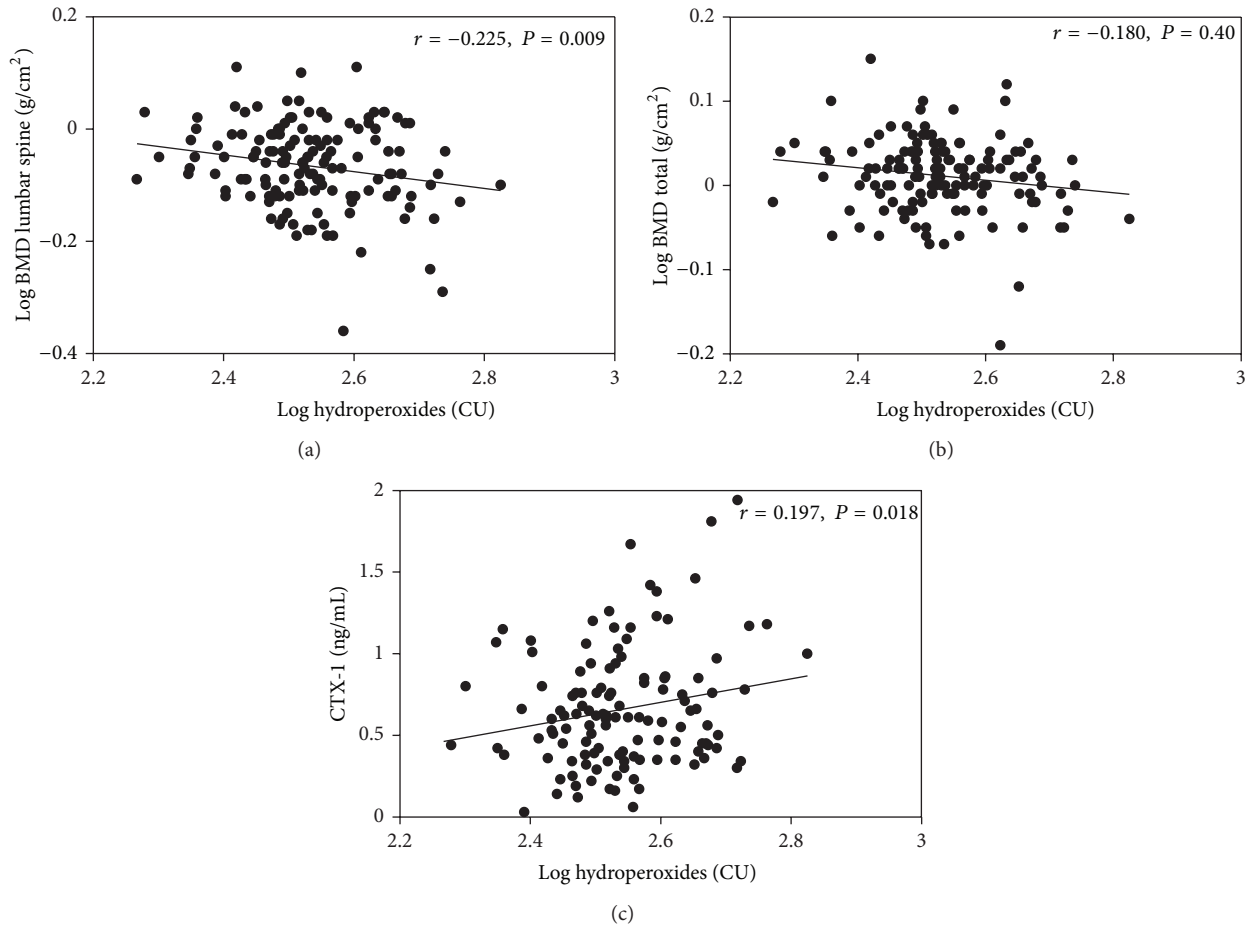 0.2
0
−0.2
−0.4
Log BMD lumbar spine (g/cm²)
r = −0.225, P = 0.009
2.2 2.4 2.6 2.8 3
Log hydroperoxides (CU)
(a)
0.2
0.1
0
−0.1
−0.2
Log BMD total (g/cm²)
r = −0.180, P = 0.40
2.2 2.4 2.6 2.8 3
Log hydroperoxides (CU)
(b)
2
1.5
1
0.5
0
CTX-1 (ng/mL)
r = 0.197, P = 0.018
2.2 2.4 2.6 2.8 3
Log hydroperoxides (CU)
(c)